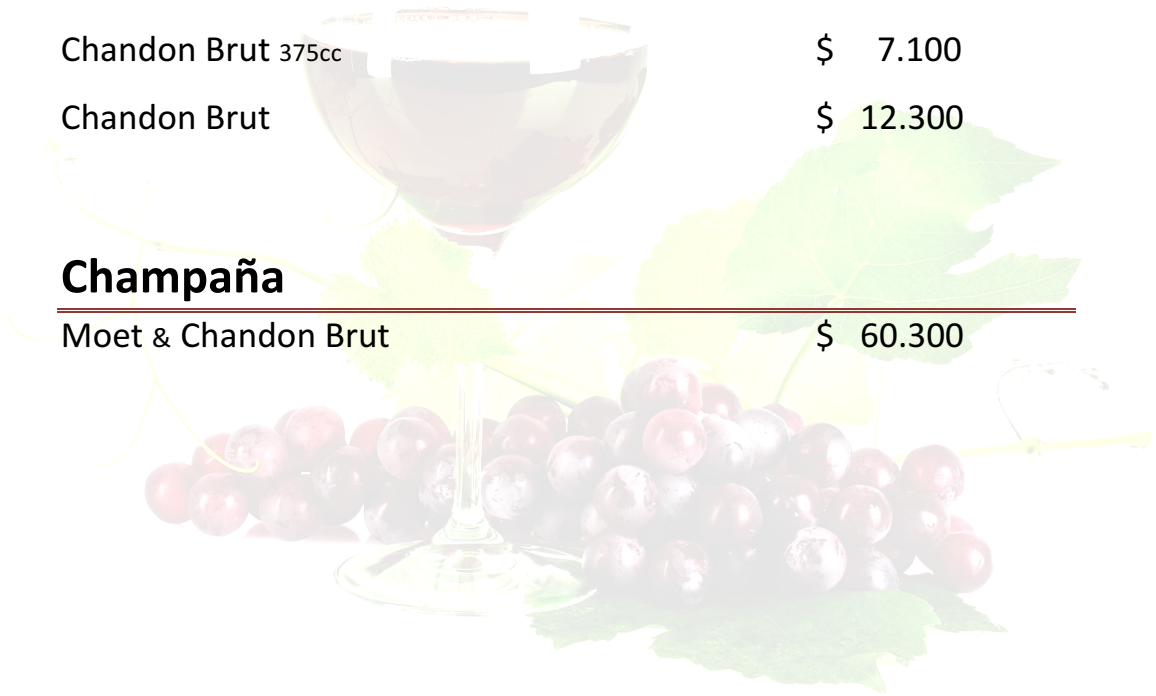 Chandon Brut 375cc $ 7.100
Chandon Brut $ 12.300
Champaña
Moet & Chandon Brut $ 60.300